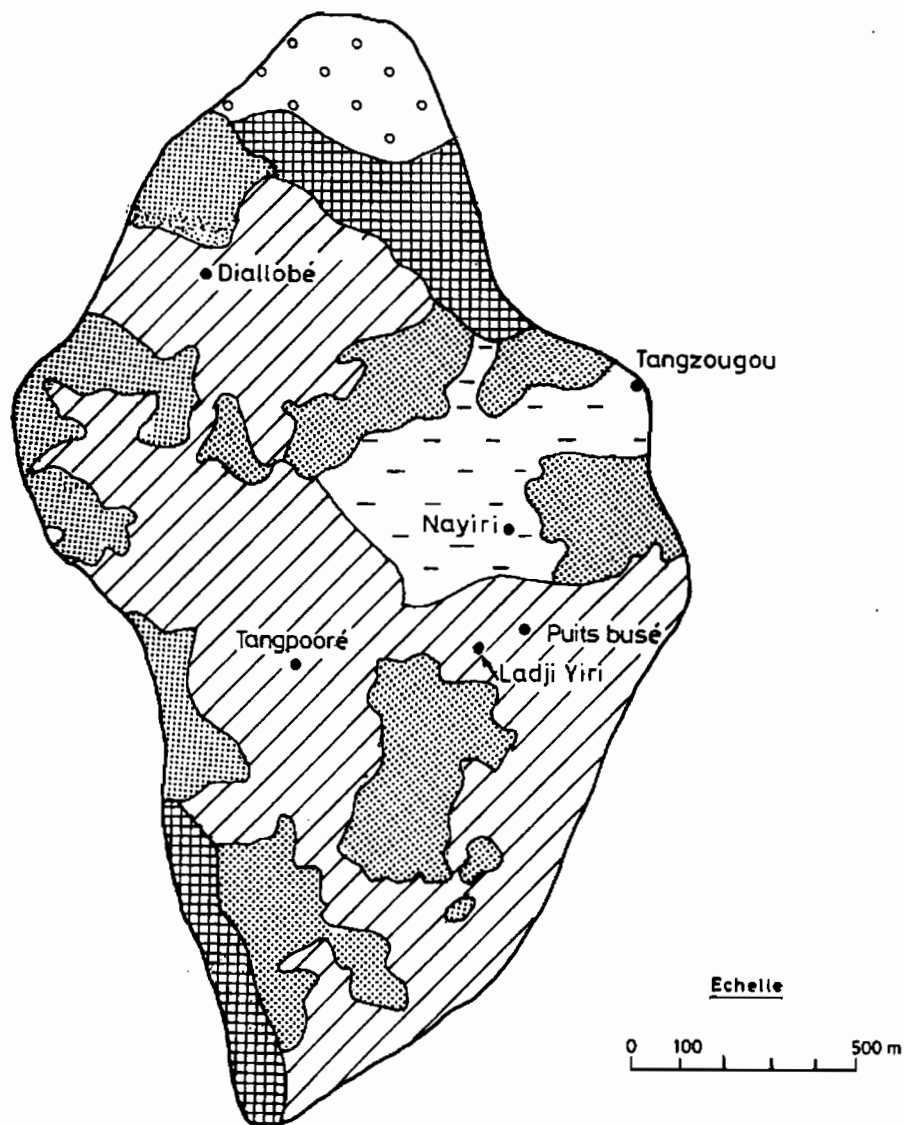 Diallobé
Tangzougou
Nayiri
Puits busé
Tangpooré
Ladji Yiri
Echelle
0 100 500 m